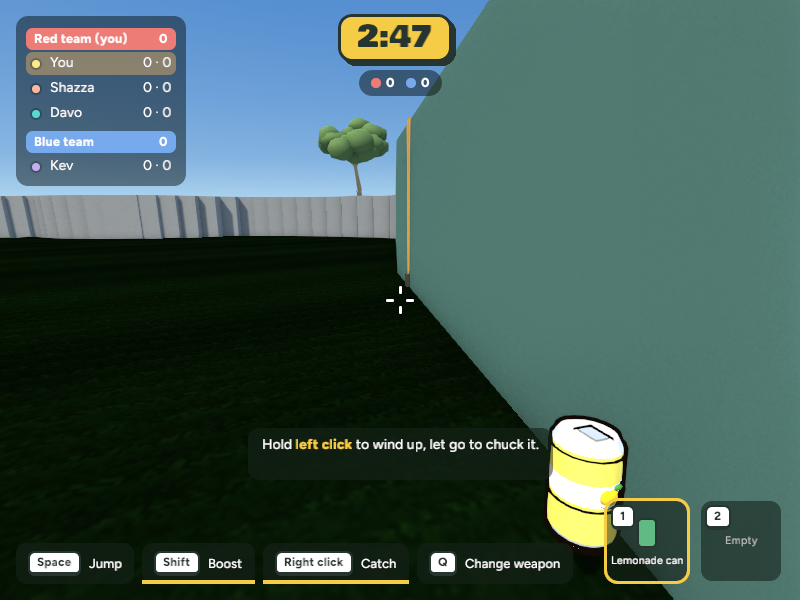 Red team (you) 0
You 0 · 0
Shazza 0 · 0
Davo 0 · 0
Blue team 0
Kev 0 · 0
2:47
0 0
Hold left click to wind up, let go to chuck it.
Space Jump
Shift Boost
Right click Catch
Q Change weapon
1
Lemonade can
2
Empty